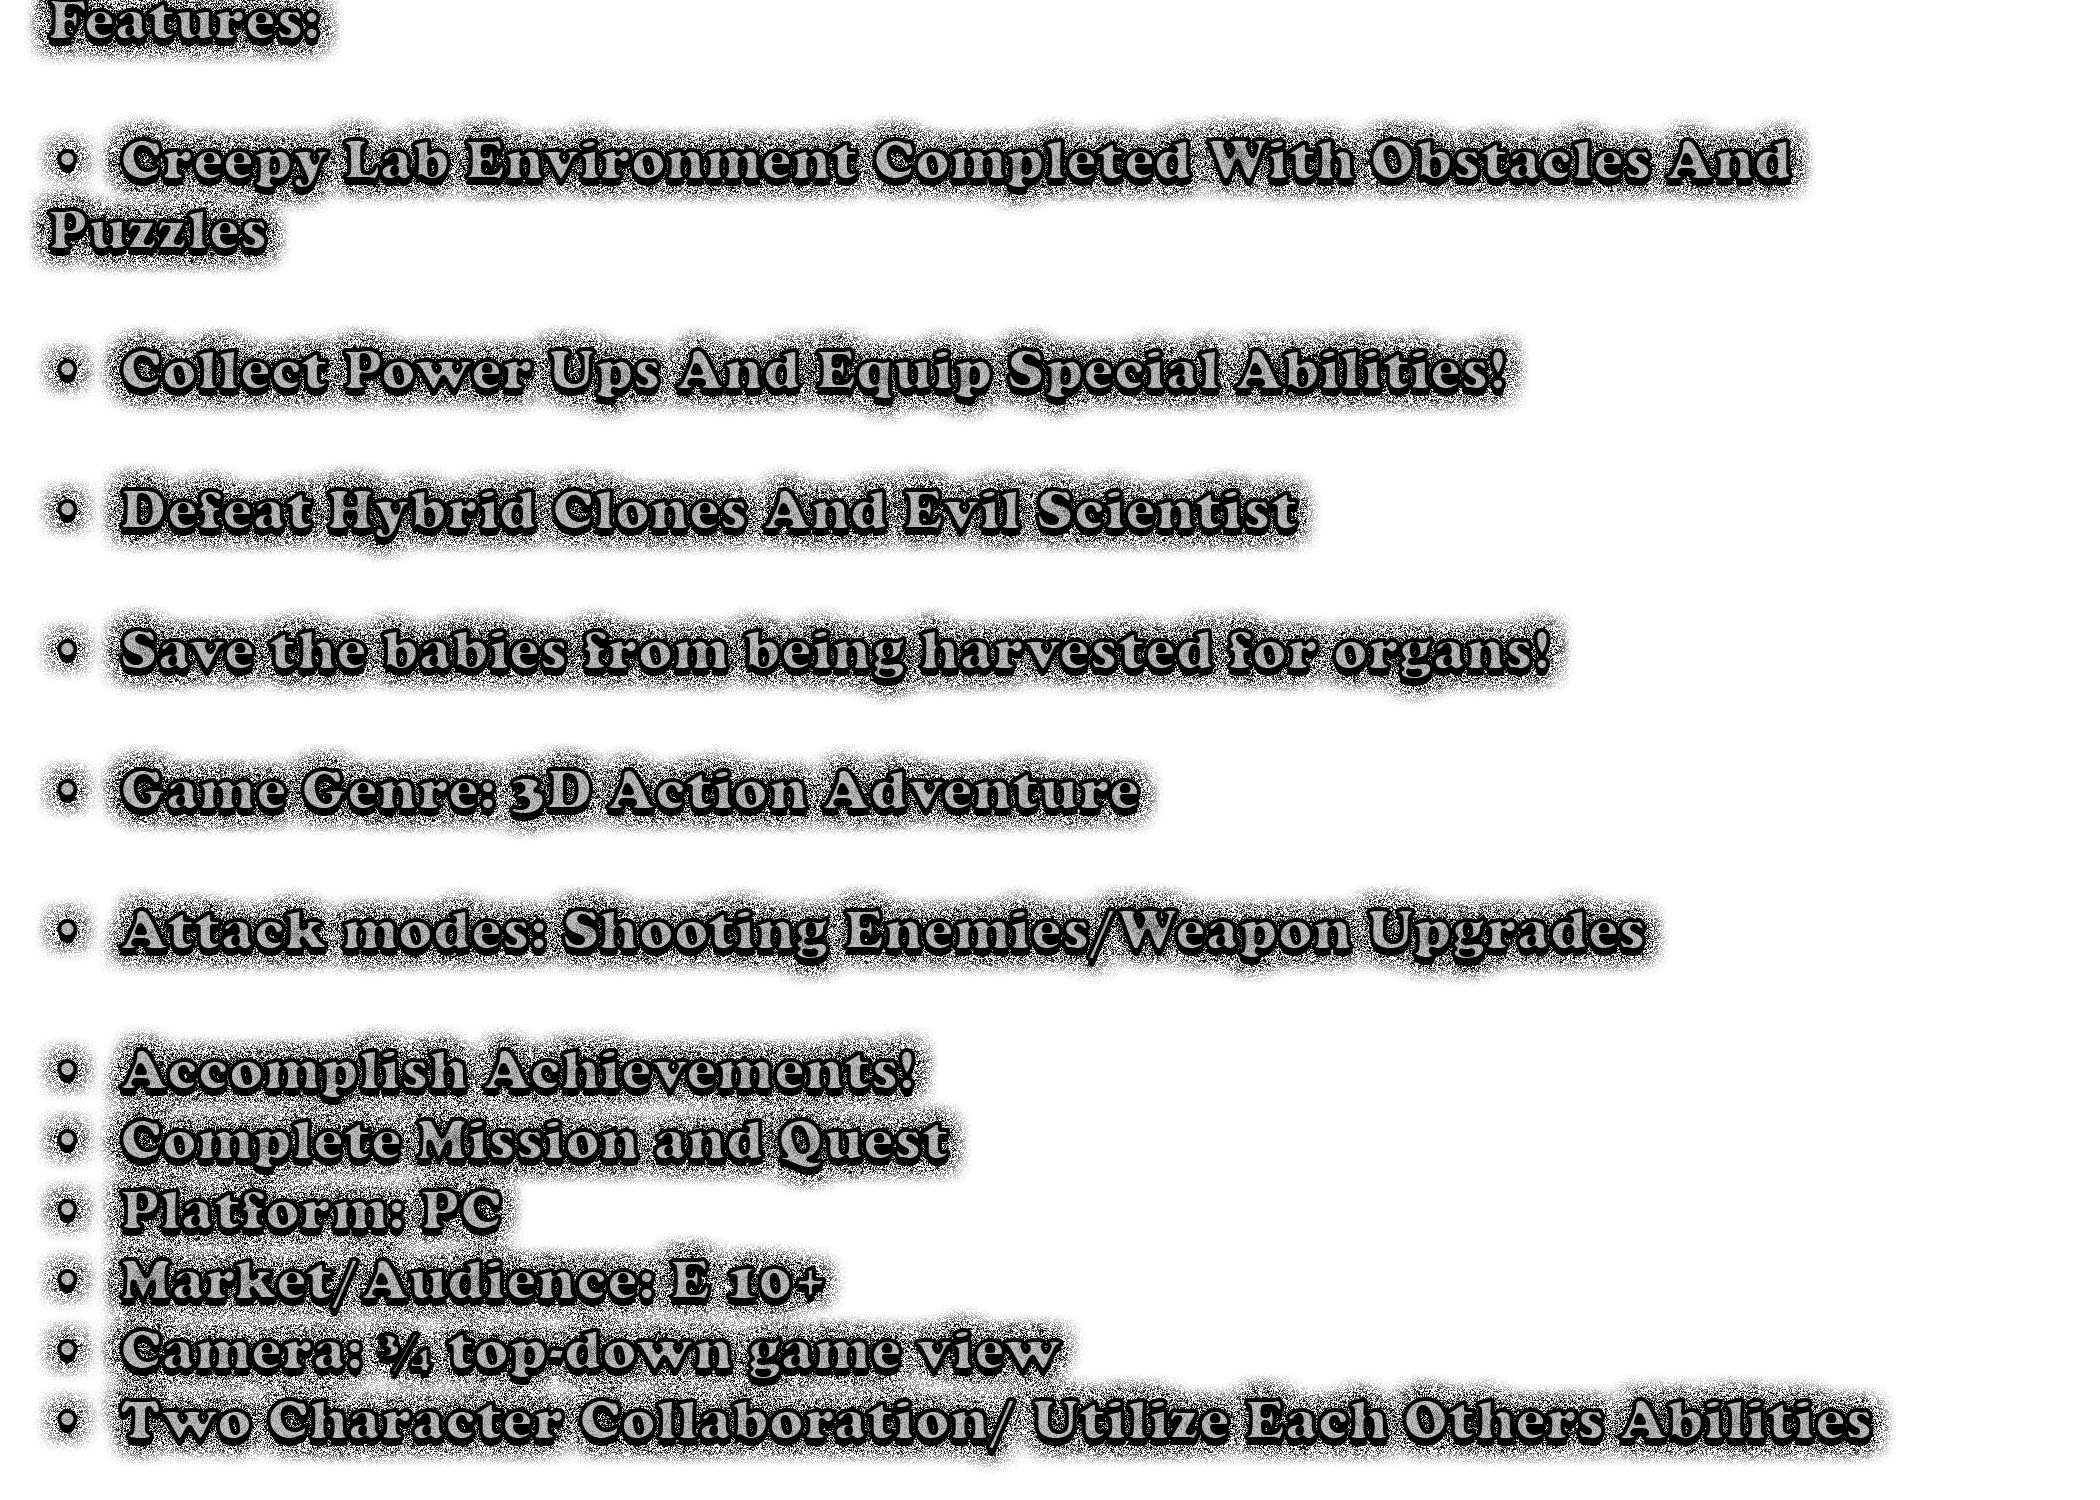 Features:
• Creepy Lab Environment Completed With Obstacles And
Puzzles
• Collect Power Ups And Equip Special Abilities!
• Defeat Hybrid Clones And Evil Scientist
• Save the babies from being harvested for organs!
• Game Genre: 3D Action Adventure
• Attack modes: Shooting Enemies/Weapon Upgrades
• Accomplish Achievements!
• Complete Mission and Quest
• Platform: PC
• Market/Audience: E 10+
• Camera: ¾ top-down game view
• Two Character Collaboration/ Utilize Each Others Abilities